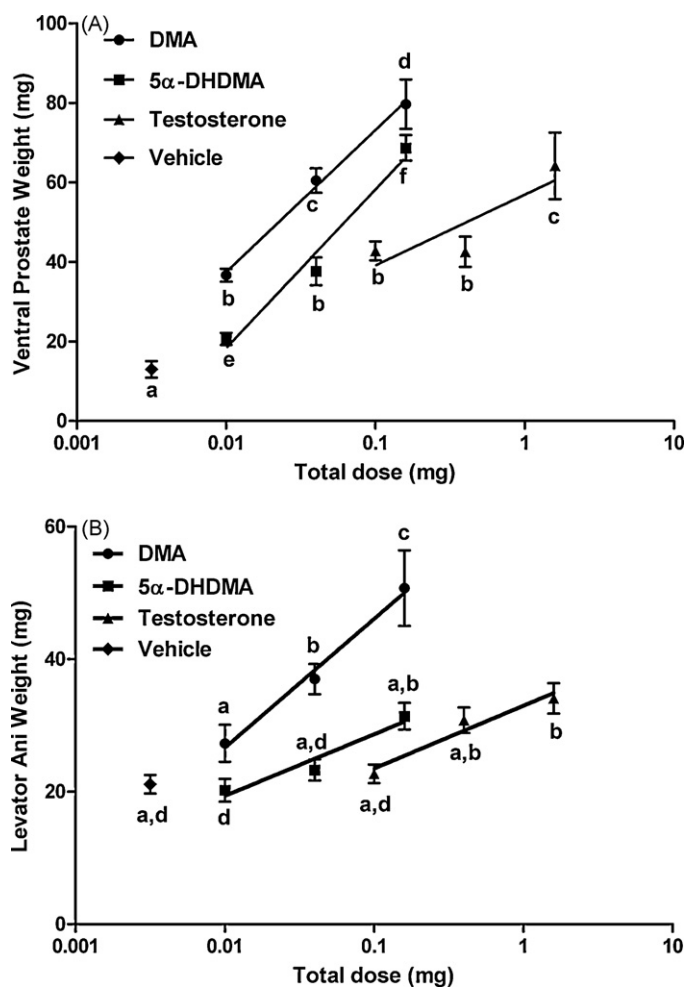 (A)
DMA
5α-DHDMA
Testosterone
Vehicle
Ventral Prostate Weight (mg)
100
80
60
40
20
0
d
c
f
b
c
b
b
b
e
a
0.001 0.01 0.1 1 10
Total dose (mg)
(B)
DMA
5α-DHDMA
Testosterone
Vehicle
Levator Ani Weight (mg)
60
40
20
0
c
b
a
a,b
a,d
a,b
b
a,d
d
a,d
0.001 0.01 0.1 1 10
Total dose (mg)